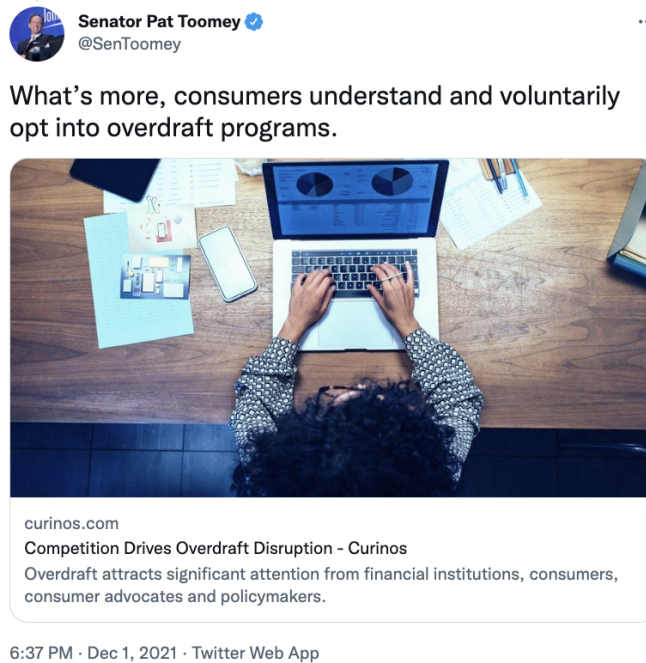 Senator Pat Toomey
@SenToomey
What's more, consumers understand and voluntarily
opt into overdraft programs.
curinos.com
Competition Drives Overdraft Disruption - Curinos
Overdraft attracts significant attention from financial institutions, consumers,
consumer advocates and policymakers.
6:37 PM · Dec 1, 2021 · Twitter Web App